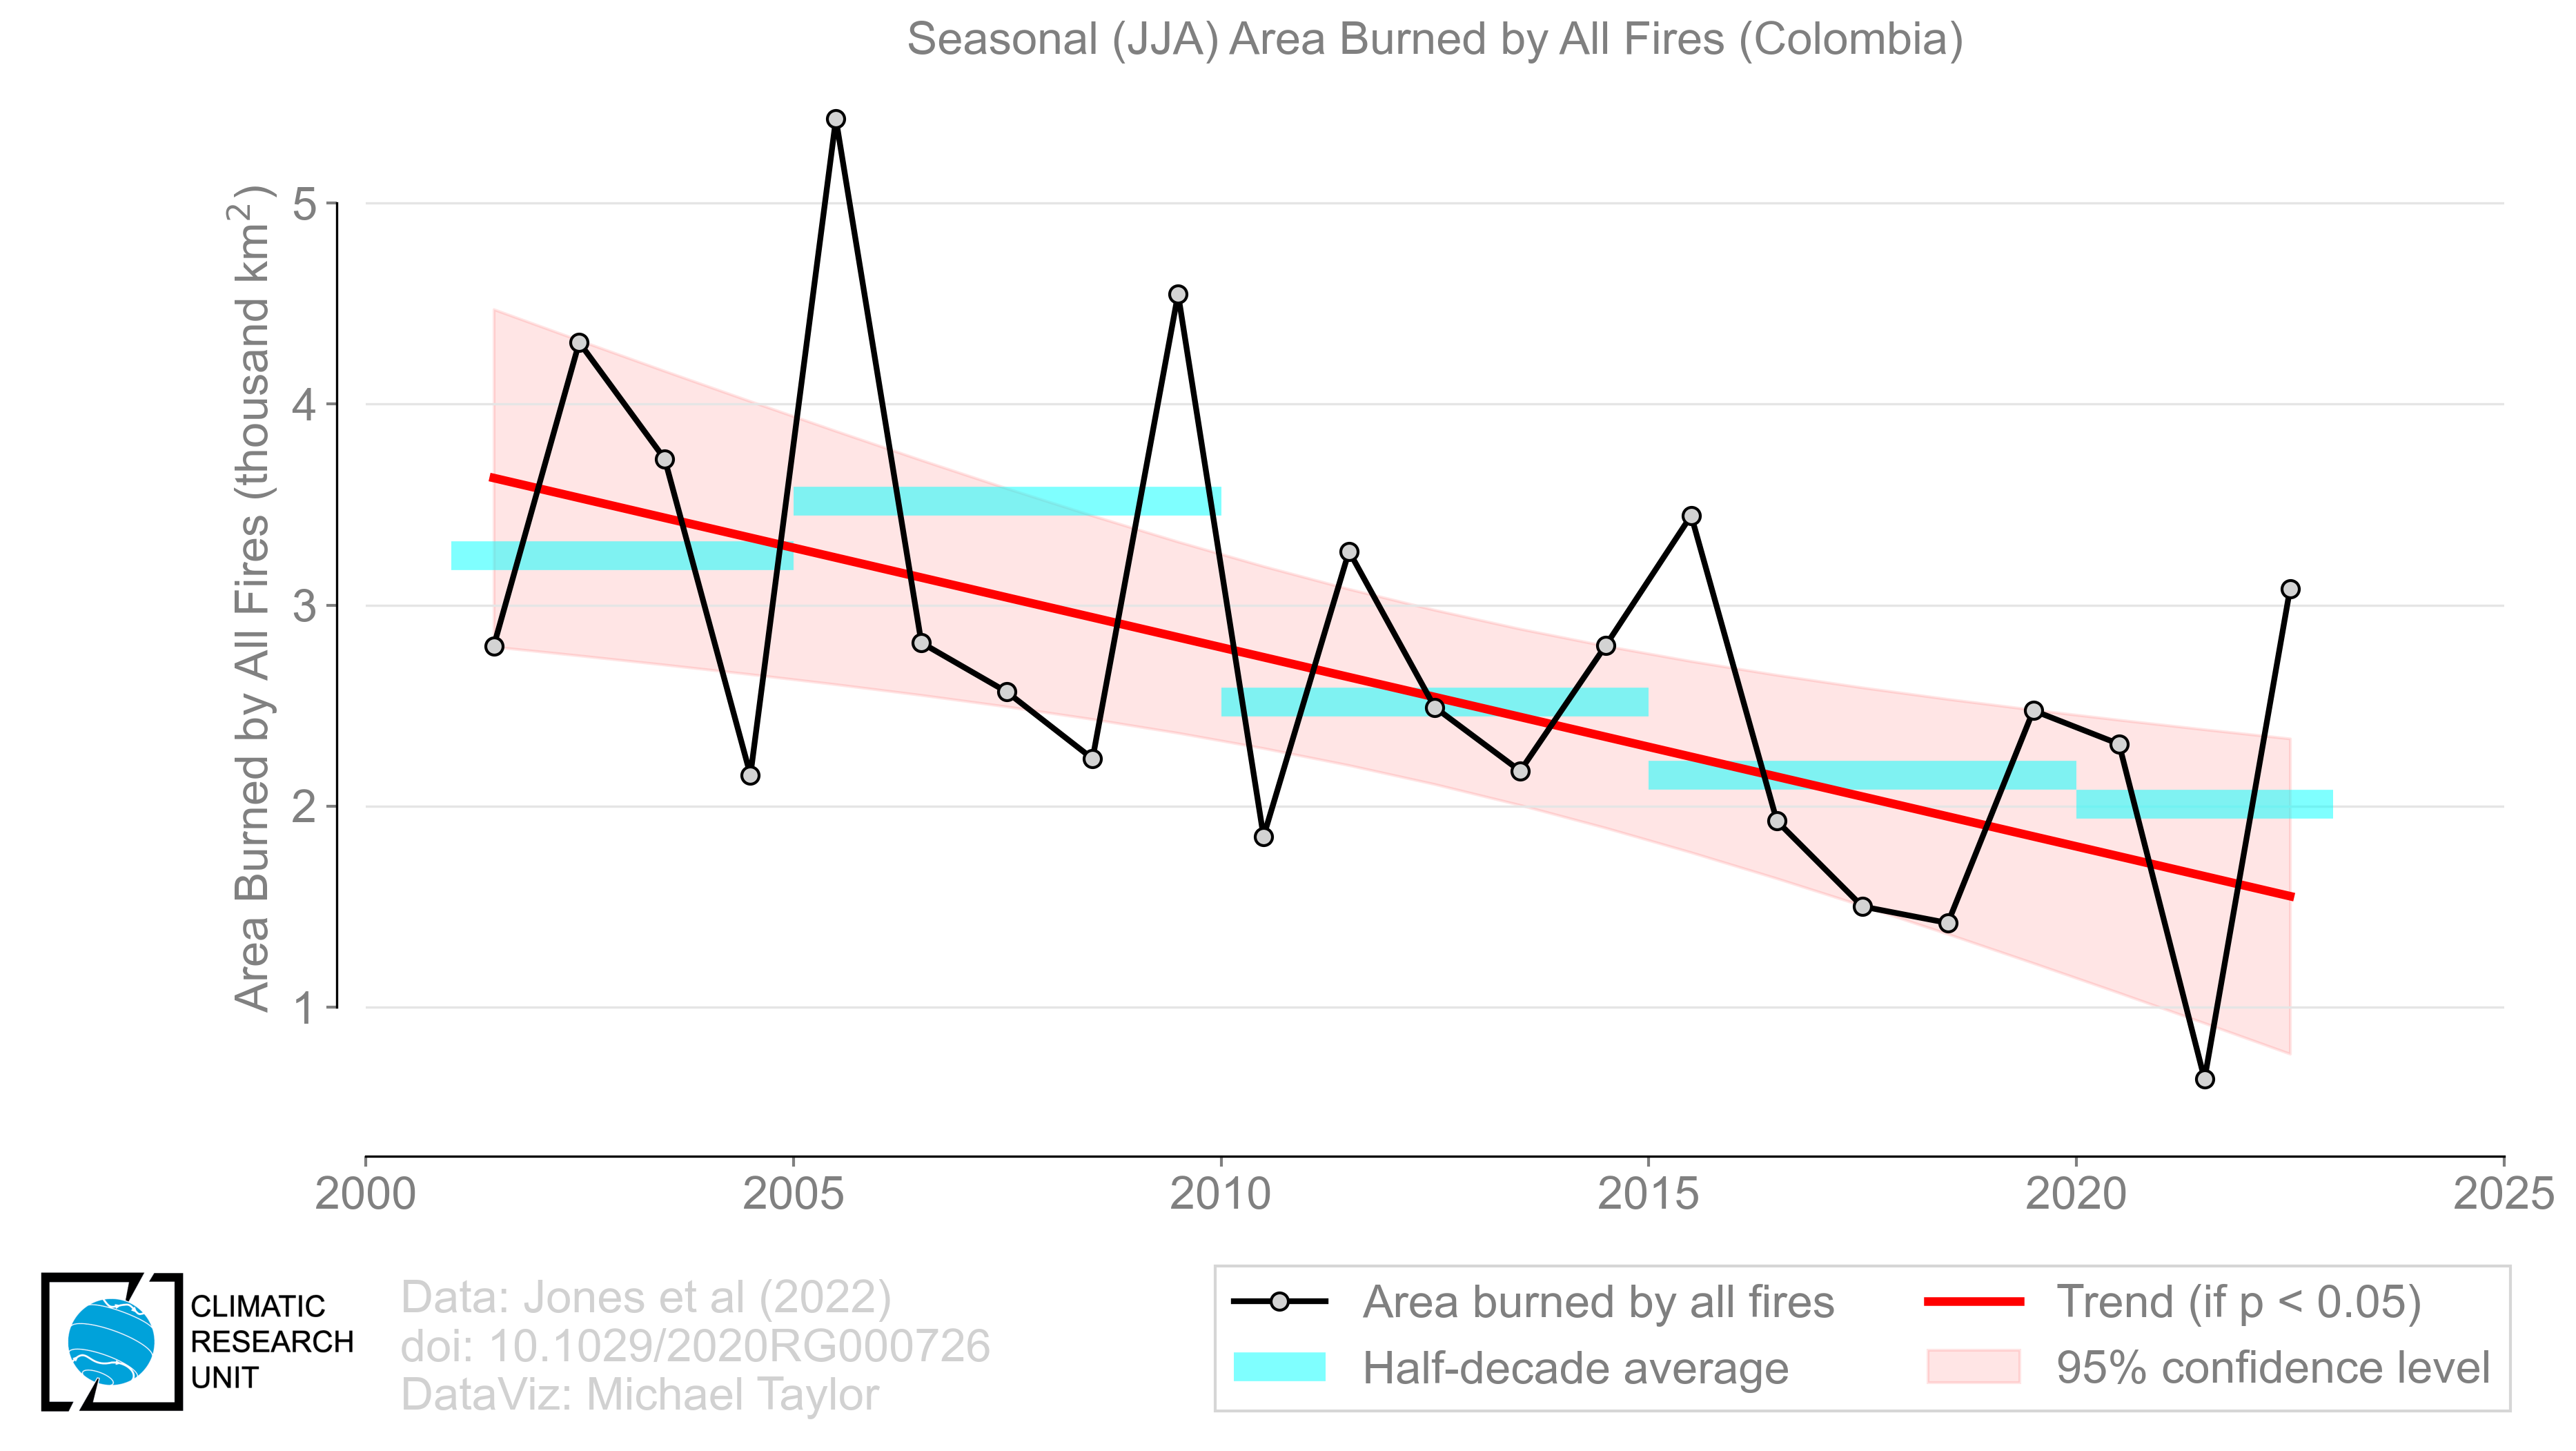 Seasonal (JJA) Area Burned by All Fires (Colombia)
Area Burned by All Fires (thousand km²)
5
4
3
2
1
2000
2005
2010
2015
2020
2025
CLIMATIC
RESEARCH
UNIT
Data: Jones et al (2022)
doi: 10.1029/2020RG000726
DataViz: Michael Taylor
Area burned by all fires
Half-decade average
Trend (if p < 0.05)
95% confidence level